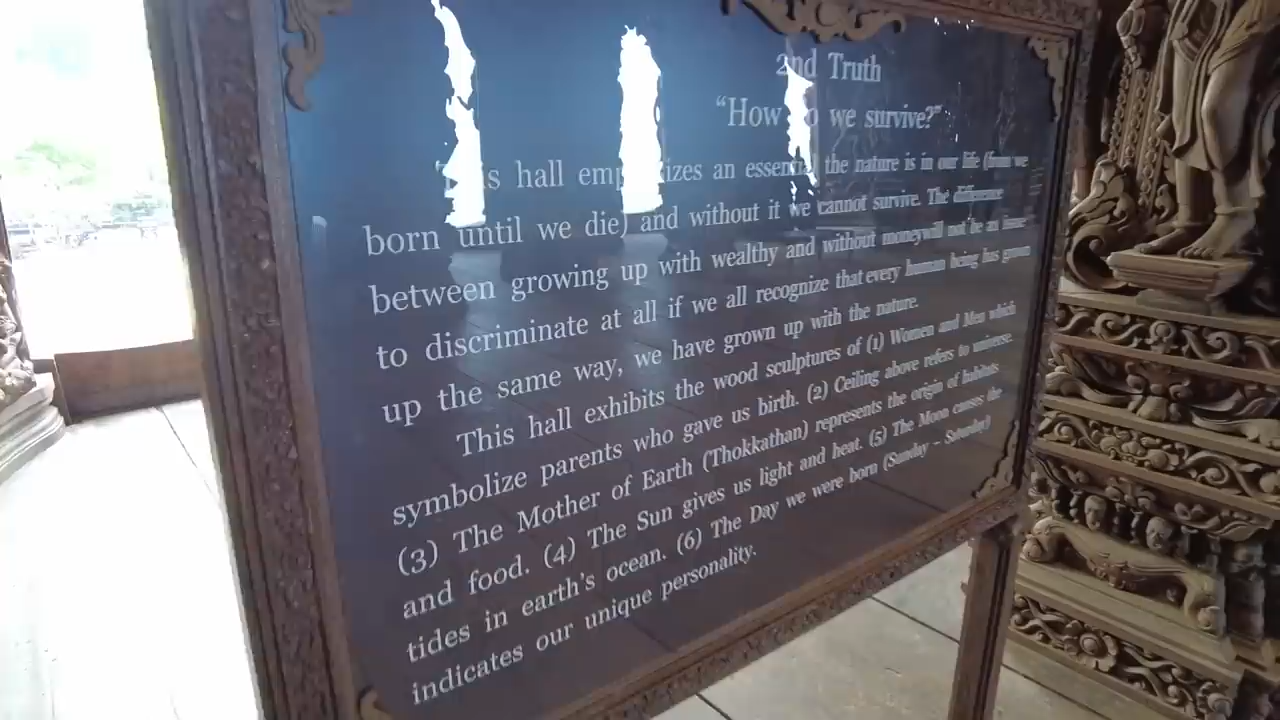 2nd Truth
"How do we survive?"
This hall emphasizes an essential the nature is in our life (from we
born until we die) and without it we cannot survive. The difference
between growing up with wealthy and without moneywill not be an issue
to discriminate at all if we all recognize that every human being has grown
up the same way, we have grown up with the nature.
This hall exhibits the wood sculptures of (1) Women and Men which
symbolize parents who gave us birth. (2) Ceiling above refers to universe.
(3) The Mother of Earth (Thokkathan) represents the origin of habitats
and food. (4) The Sun gives us light and heat. (5) The Moon causes the
tides in earth's ocean. (6) The Day we were born (Sunday – Saturday)
indicates our unique personality.